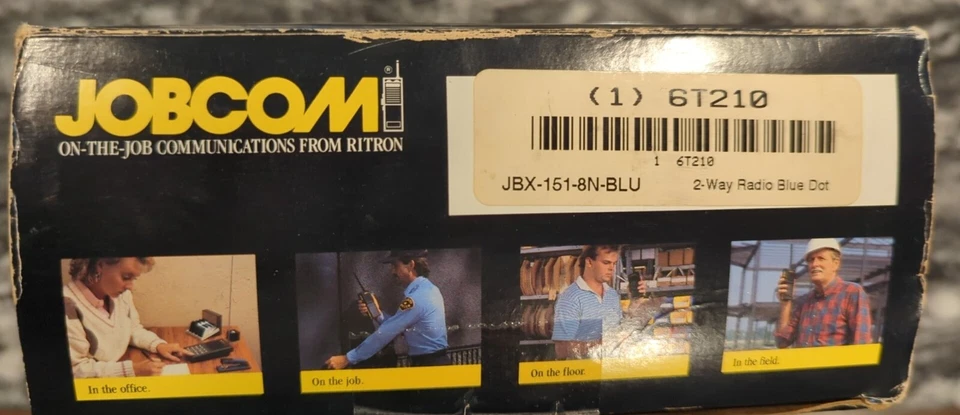 JOBCOM®
ON-THE-JOB COMMUNICATIONS FROM RITRON
(1) 6T210
1 6T210
JBX-151-8N-BLU 2-Way Radio Blue Dot
In the office.
On the job.
On the floor.
In the field.